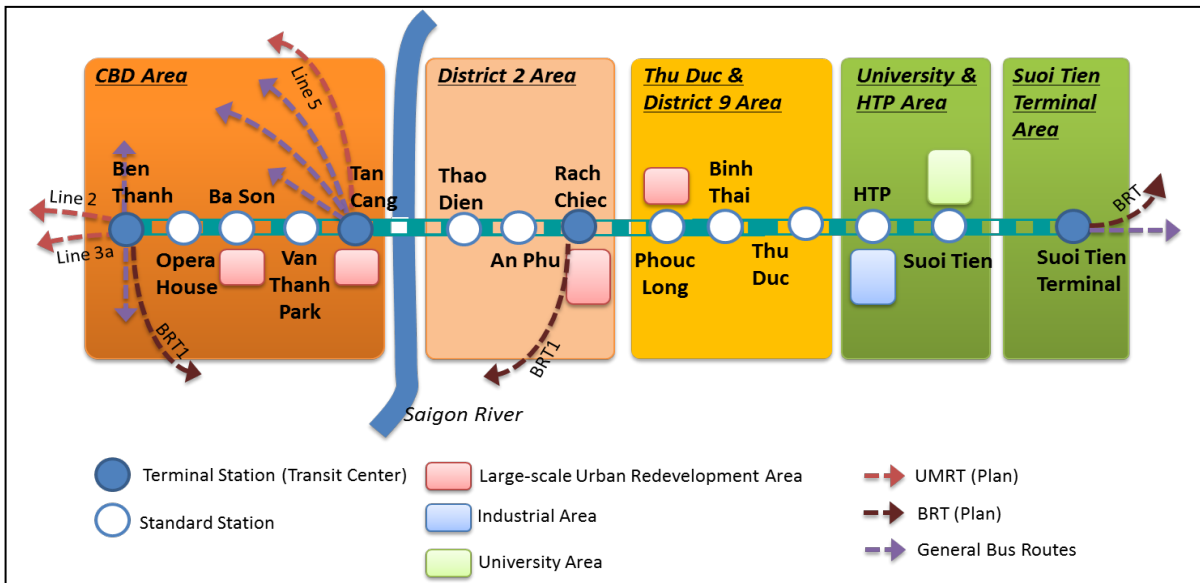 CBD Area
District 2 Area
Thu Duc &
District 9 Area
University &
HTP Area
Suoi Tien
Terminal
Area
Line 5
Ben
Thanh
Ba Son
Tan
Cang
Thao
Dien
Rach
Chiec
Binh
Thai
HTP
BRT
Line 2
Line 3a
Opera
House
Van
Thanh
Park
An Phu
Phouc
Long
Thu
Duc
Suoi Tien
Suoi Tien
Terminal
BRT1
BRT1
Saigon River
Terminal Station (Transit Center)
Standard Station
Large-scale Urban Redevelopment Area
Industrial Area
University Area
UMRT (Plan)
BRT (Plan)
General Bus Routes